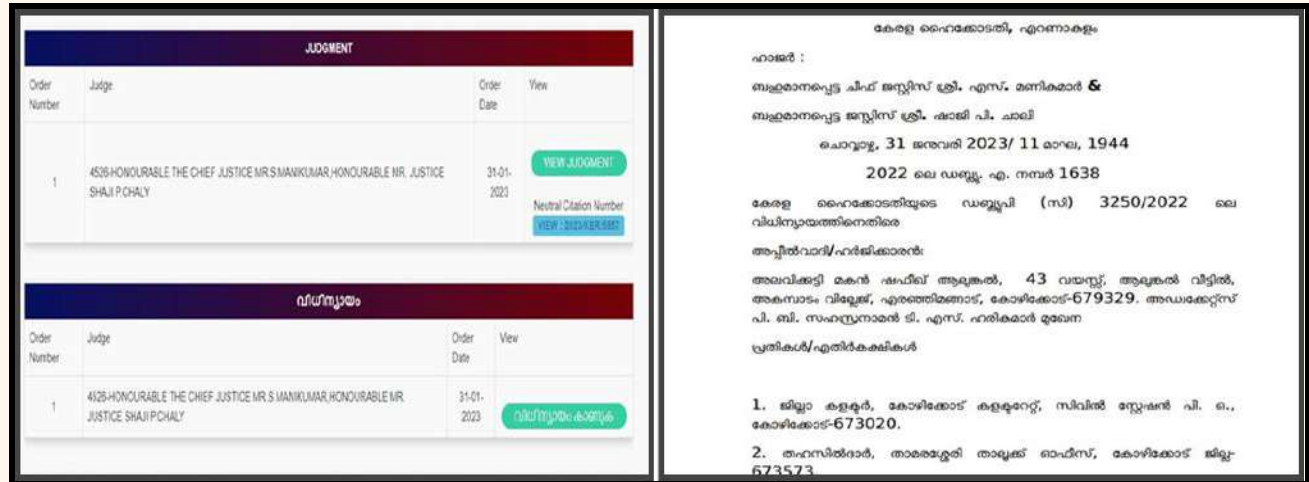 JUDGMENT
Order Number
Judge
Order Date
View
1
4526-HONOURABLE THE CHIEF JUSTICE MR.S.MANIKUMAR,HONOURABLE MR. JUSTICE
SHAJI P.CHALY
31-01-
2023
VIEW JUDGMENT
Neutral Citation Number
VIEW : 2023/KER/5857
വിധിന്യായം
Order Number
Judge
Order Date
View
1
4526-HONOURABLE THE CHIEF JUSTICE MR.S.MANIKUMAR,HONOURABLE MR.
JUSTICE SHAJI P.CHALY
31-01-
2023
വിധിന്യായം കാണുക
കേരള ഹൈക്കോടതി, എറണാകുളം
ഹാജർ :
ബഹുമാനപ്പെട്ട ചീഫ് ജസ്റ്റിസ് ശ്രീ. എസ്. മണികുമാർ &
ബഹുമാനപ്പെട്ട ജസ്റ്റിസ് ശ്രീ. ഷാജി പി. ചാലി
ചൊവ്വാഴ്ച, 31 ജനുവരി 2023/ 11 മാഘ, 1944
2022 ലെ ഡബ്ല്യു. എ. നമ്പർ 1638
കേരള ഹൈക്കോടതിയുടെ ഡബ്ല്യുപി (സി) 3250/2022 ലെ
വിധിന്യായത്തിനെതിരെ
അപ്പീൽവാദി/ഹർജിക്കാരൻ:
അലവിക്കുട്ടി മകൻ ഷഫീഖ് ആലുങ്കൽ, 43 വയസ്സ്, ആലുങ്കൽ വീട്ടിൽ,
അകമ്പാടം വില്ലേജ്, എരഞ്ഞിമങ്ങാട്, കോഴിക്കോട്-679329. അഡ്വക്കേറ്റ്സ്
പി. ബി. സഹസ്രനാമൻ ടി. എസ്. ഹരികുമാർ മുഖേന
പ്രതികൾ/എതിർകക്ഷികൾ
1. ജില്ലാ കളക്ടർ, കോഴിക്കോട് കളക്ടറേറ്റ്, സിവിൽ സ്റ്റേഷൻ പി. ഒ.,
കോഴിക്കോട്-673020.
2. തഹസിൽദാർ, താമരശ്ശേരി താലൂക്ക് ഓഫീസ്, കോഴിക്കോട് ജില്ല-
673573